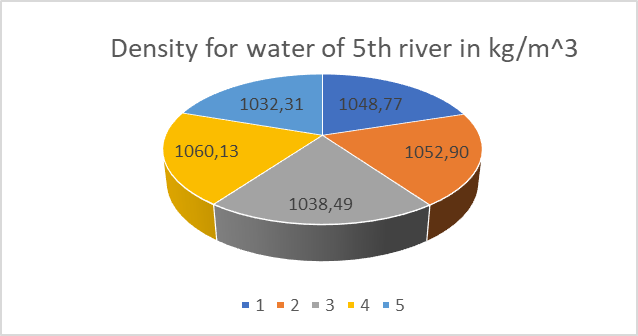 Density for water of 5th river in kg/m^3
1032,31
1048,77
1060,13
1052,90
1038,49
1 2 3 4 5